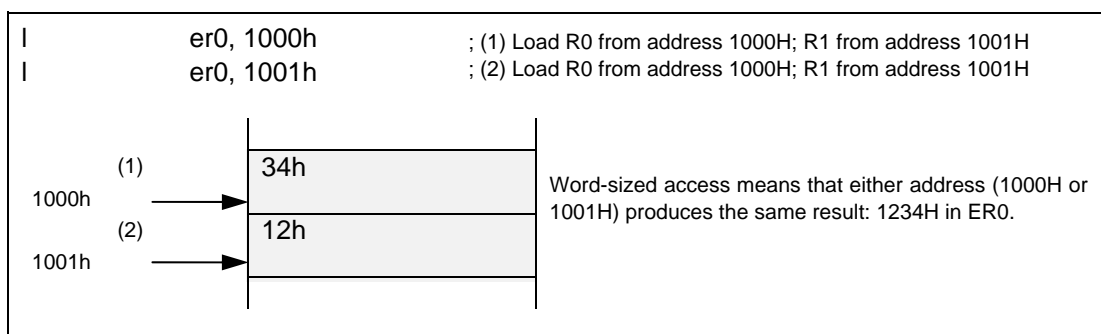 l er0, 1000h ; (1) Load R0 from address 1000H; R1 from address 1001H
l er0, 1001h ; (2) Load R0 from address 1000H; R1 from address 1001H
(1) 34h
1000h
Word-sized access means that either address (1000H or
1001H) produces the same result: 1234H in ER0.
(2) 12h
1001h